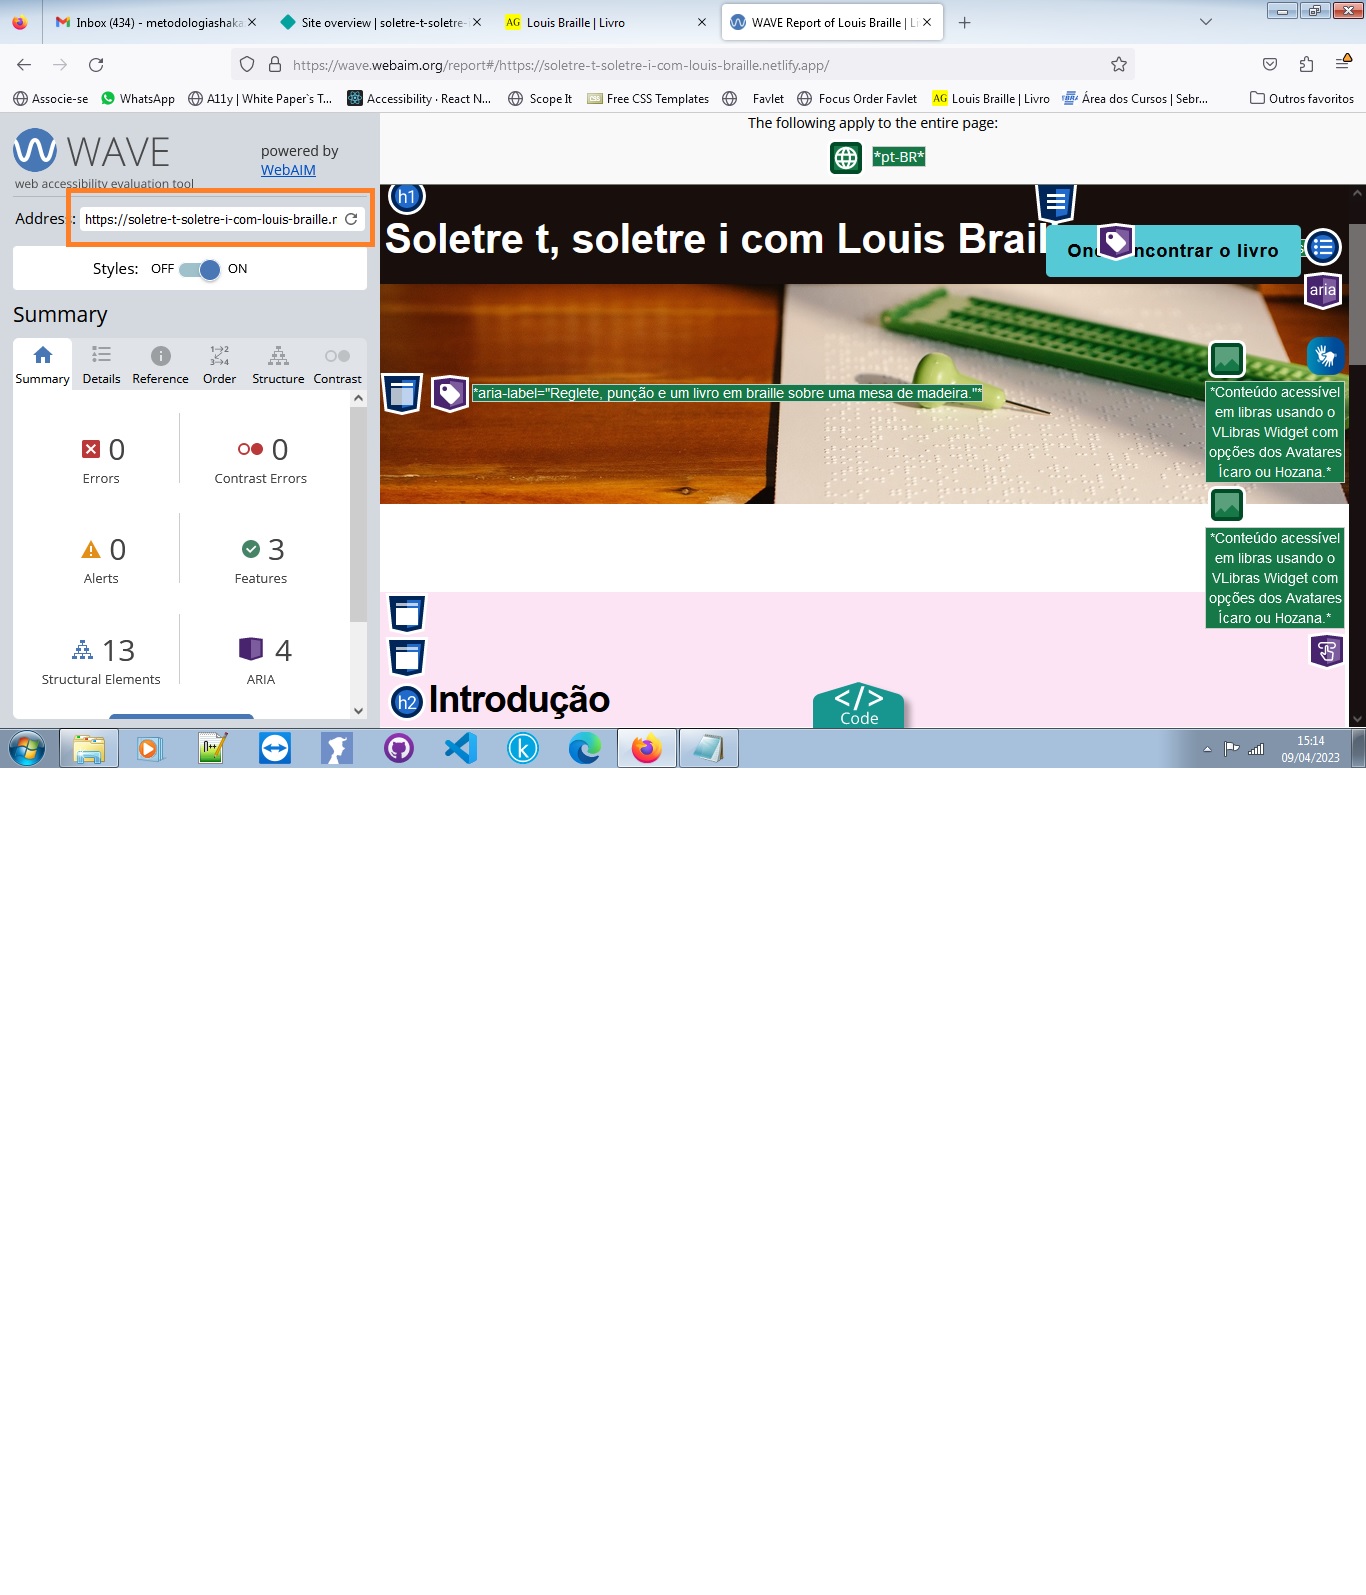 Inbox (434) - metodologiashaka
Site overview | soletre-t-soletre-
AG Louis Braille | Livro
WAVE Report of Louis Braille | Li
https://wave.webaim.org/report#/https://soletre-t-soletre-i-com-louis-braille.netlify.app/
Associe-se
WhatsApp
A11y | White Paper`s T...
Accessibility · React N...
Scope It
CSS Free CSS Templates
Favlet
Focus Order Favlet
AG Louis Braille | Livro
Área dos Cursos | Sebr...
Outros favoritos
WAVE
web accessibility evaluation tool
powered by
WebAIM
Address: https://soletre-t-soletre-i-com-louis-braille.r
Styles: OFF ON
Summary
Summary Details Reference Order Structure Contrast
0
Errors
0
Contrast Errors
0
Alerts
3
Features
13
Structural Elements
4
ARIA
The following apply to the entire page:
*pt-BR*
h1
Soletre t, soletre i com Louis Brail
Onde encontrar o livro
aria
*aria-label="Reglete, punção e um livro em braille sobre uma mesa de madeira."*
*Conteúdo acessível
em libras usando o
VLibras Widget com
opções dos Avatares
Ícaro ou Hozana.*
*Conteúdo acessível
em libras usando o
VLibras Widget com
opções dos Avatares
Ícaro ou Hozana.*
h2 Introdução
</>
Code
15:14
09/04/2023